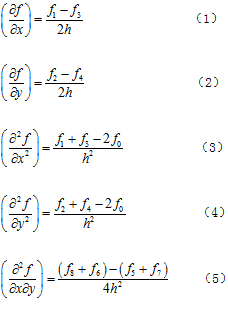 (∂f/∂x) = (f₁ − f₃)/2h (1)
(∂f/∂y) = (f₂ − f₄)/2h (2)
(∂²f/∂x²) = (f₁ + f₃ − 2f₀)/h² (3)
(∂²f/∂y²) = (f₂ + f₄ − 2f₀)/h² (4)
(∂²f/∂x∂y) = ((f₈ + f₆) − (f₅ + f₇))/4h² (5)